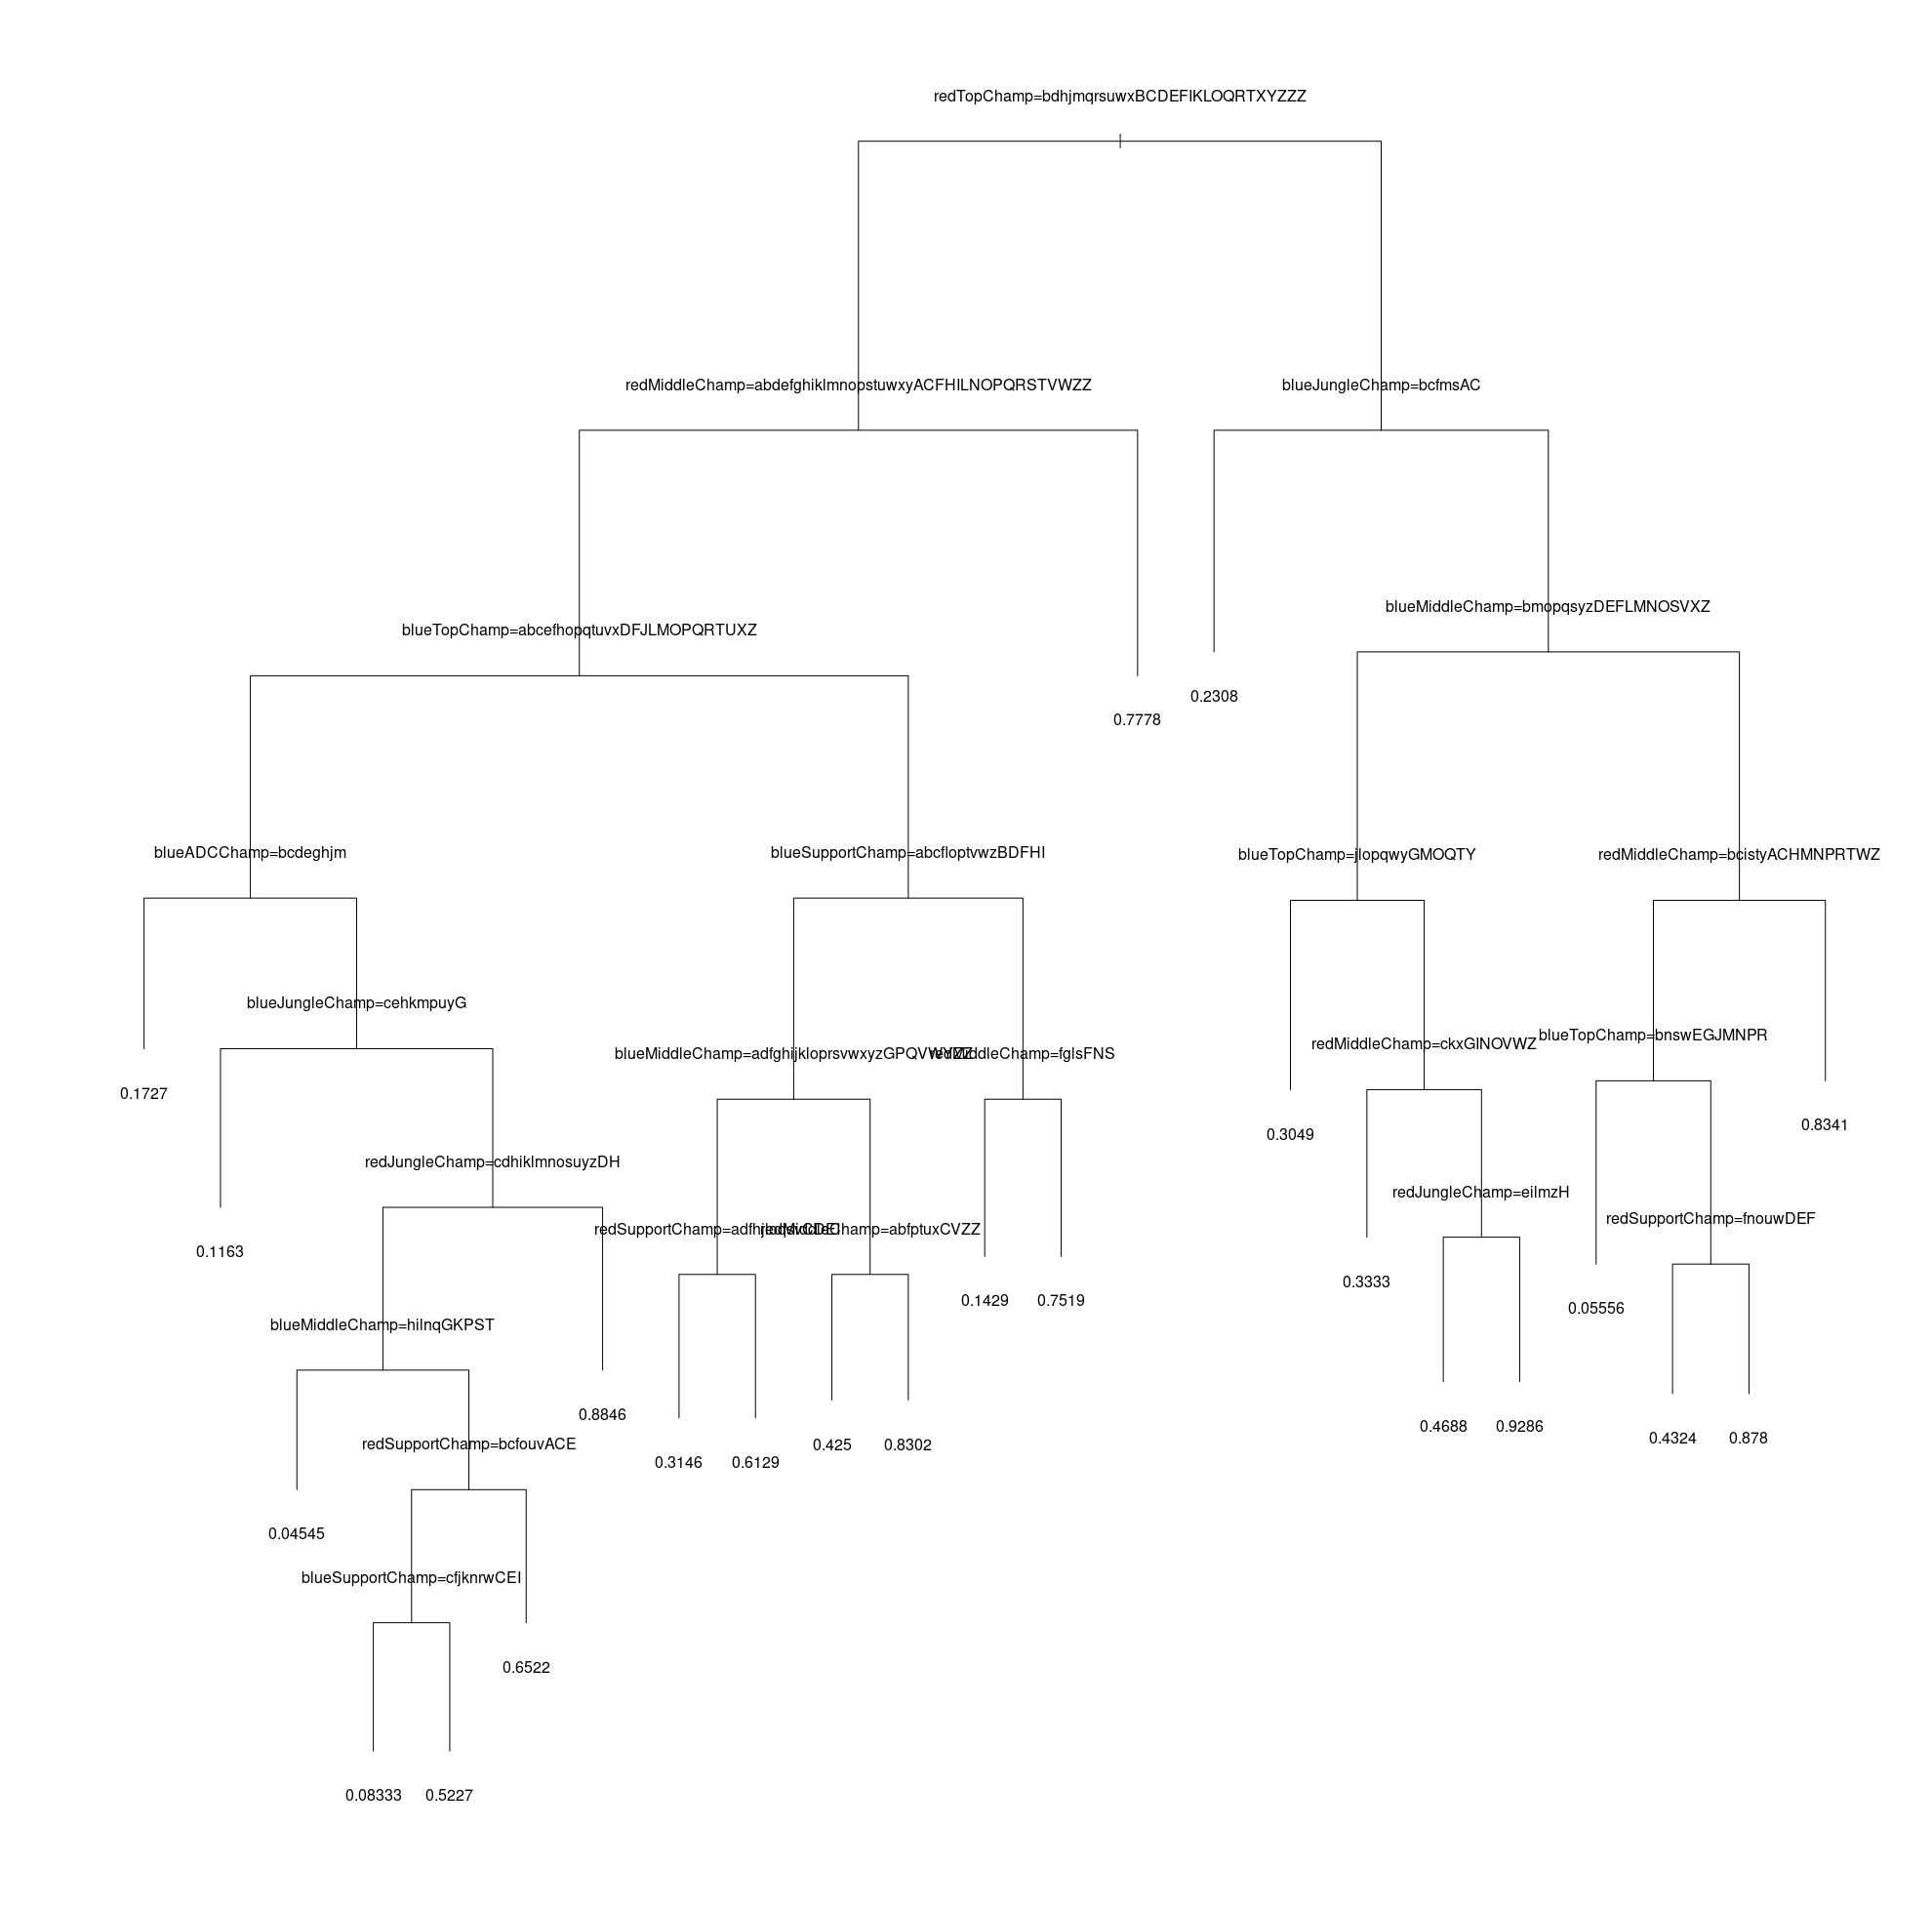 redTopChamp=bdhjmqrsuwxBCDEFIKLOQRTXYZZZ
redMiddleChamp=abdefghiklmnopstuwxyACFHILNOPQRSTVWZZ
blueJungleChamp=bcfmsAC
blueMiddleChamp=bmopqsyzDEFLMNOSVXZ
blueTopChamp=abcefhopqtuvxDFJLMOPQRTUXZ
0.2308
0.7778
blueADCChamp=bcdeghjm
blueSupportChamp=abcfloptvwzBDFHI
blueTopChamp=jlopqwyGMOQTY
redMiddleChamp=bcistyACHMNPRTWZ
blueJungleChamp=cehkmpuyG
blueMiddleChamp=adfghijkloprsvwxyzGPQVWYZZ
redMiddleChamp=fglsFNS
redMiddleChamp=ckxGINOVWZ
blueTopChamp=bnswEGJMNPR
0.1727
0.3049
0.8341
redJungleChamp=cdhiklmnosuyzDH
redJungleChamp=eilmzH
redSupportChamp=fnouwDEF
0.1163
redMiddleChamp=abfptuxCVZZ
0.1429
0.7519
0.3333
0.05556
blueMiddleChamp=hilnqGKPST
0.8846
0.4688
0.9286
0.4324
0.878
redSupportChamp=bcfouvACE
0.3146
0.6129
0.425
0.8302
0.04545
blueSupportChamp=cfjknrwCEI
0.6522
0.08333
0.5227